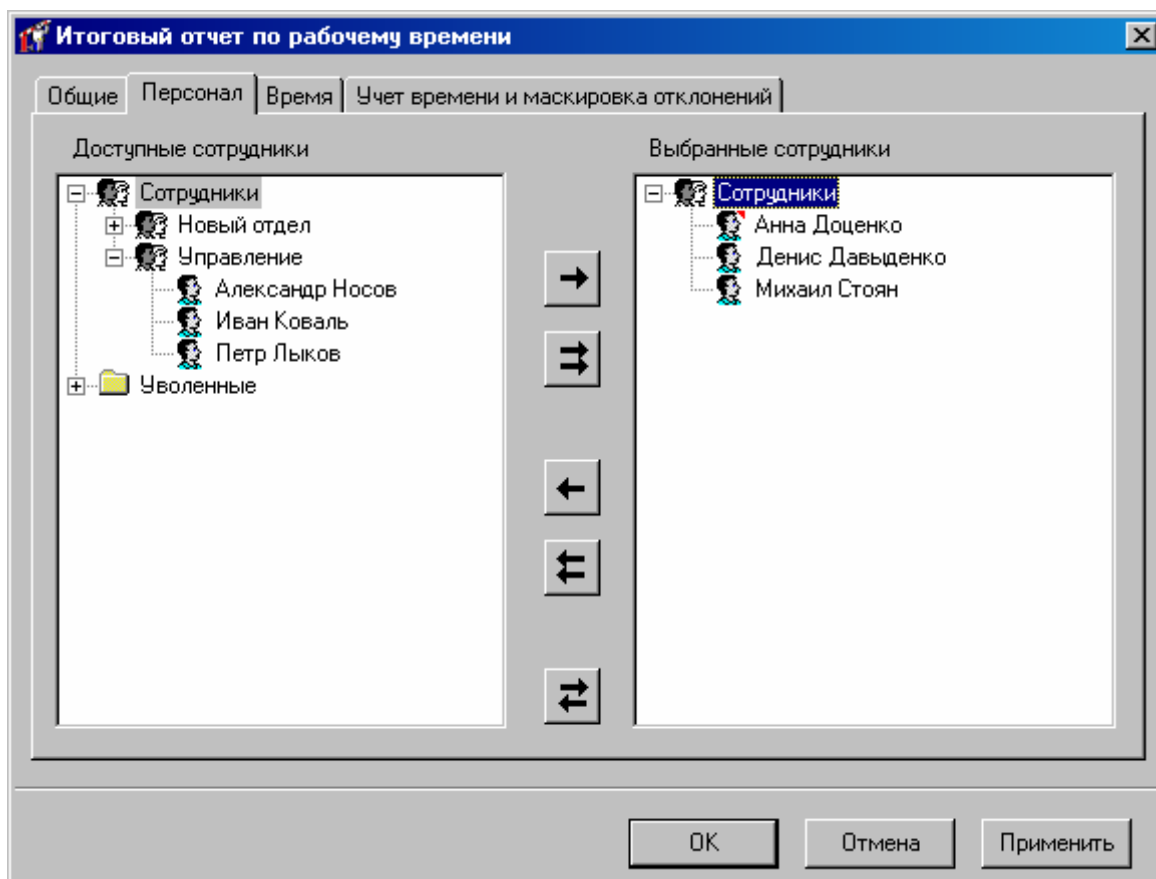 Итоговый отчет по рабочему времени
Общие Персонал Время Учет времени и маскировка отклонений
Доступные сотрудники
Сотрудники
Новый отдел
Управление
Александр Носов
Иван Коваль
Петр Лыков
Уволенные
Выбранные сотрудники
Сотрудники
Анна Доценко
Денис Давыденко
Михаил Стоян
OK Отмена Применить